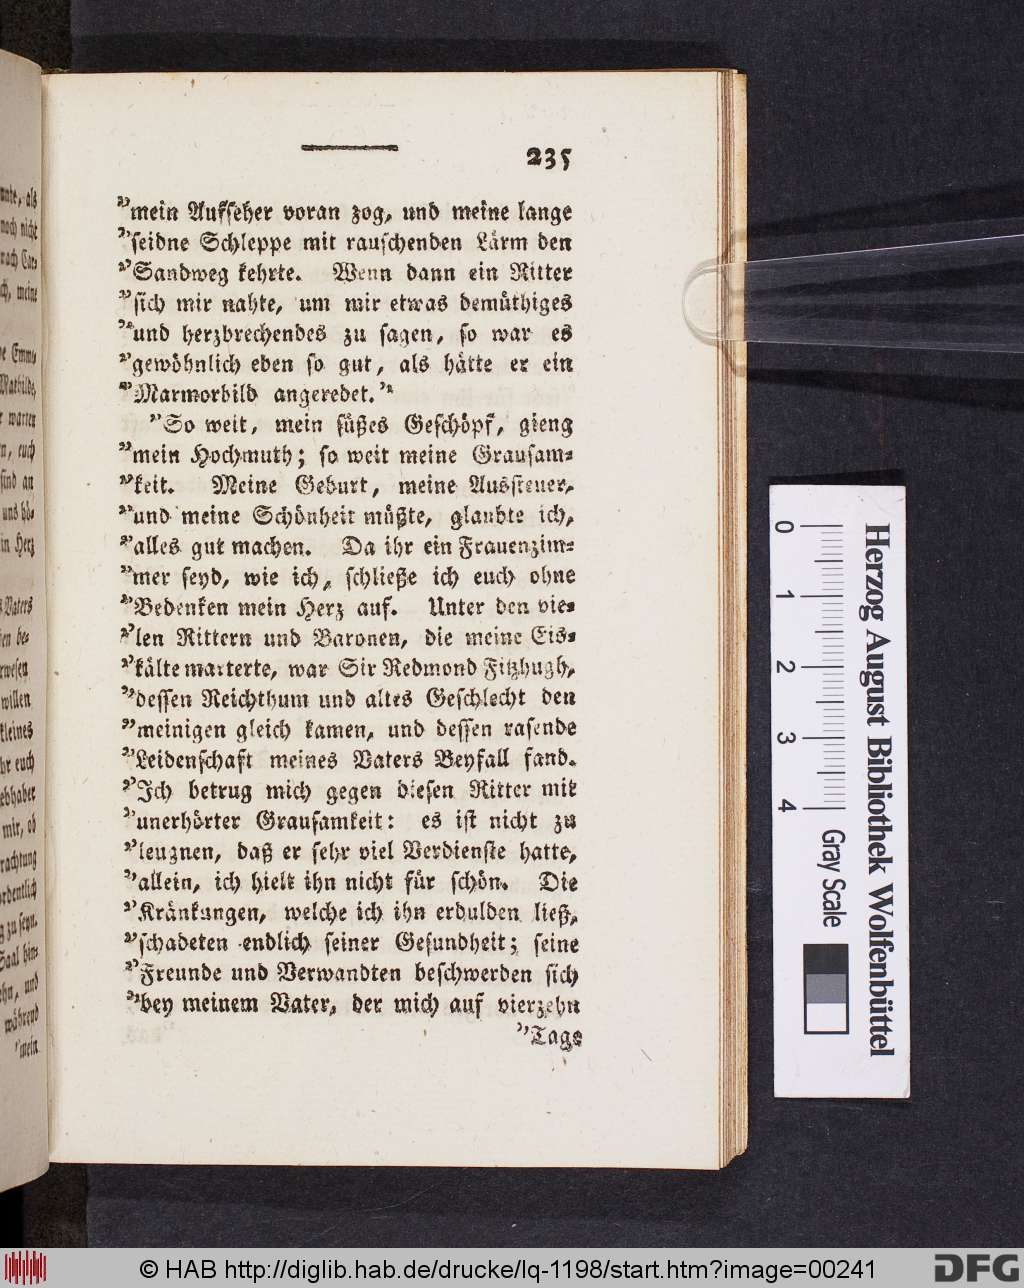 235
"mein Aufseher voran zog, und meine lange
"seidne Schleppe mit rauschenden Lärm den
"Sandweg kehrte. Wenn dann ein Ritter
"sich mir nahte, um mir etwas demüthiges
"und herzbrechendes zu sagen, so war es
"gewöhnlich eben so gut, als hätte er ein
"Marmorbild angeredet."
"So weit, mein süßes Geschöpf, gieng
"mein Hochmuth; so weit meine Grausam-
"keit. Meine Geburt, meine Aussteuer,
"und meine Schönheit müßte, glaubte ich,
"alles gut machen. Da ihr ein Frauenzim-
"mer seyd, wie ich, schließe ich euch ohne
"Bedenken mein Herz auf. Unter den vie-
"len Rittern und Baronen, die meine Eis-
"kälte marterte, war Sir Redmond Fitzhugh,
"dessen Reichthum und altes Geschlecht den
"meinigen gleich kamen, und dessen rasende
"Leidenschaft meines Vaters Beyfall fand.
"Ich betrug mich gegen diesen Ritter mit
"unerhörter Grausamkeit: es ist nicht zu
"leugnen, daß er sehr viel Verdienste hatte,
"allein, ich hielt ihn nicht für schön. Die
"Kränkungen, welche ich ihn erdulden ließ,
"schadeten endlich seiner Gesundheit; seine
"Freunde und Verwandten beschwerden sich
"bey meinem Vater, der mich auf vierzehn
"Tage
0 1 2 3 4
Gray Scale
Herzog August Bibliothek Wolfenbüttel
© HAB http://diglib.hab.de/drucke/lq-1198/start.htm?image=00241
DFG